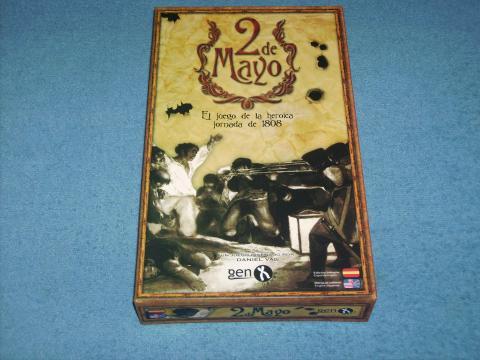 2 de
Mayo
El juego de la heroica
jornada de 1808
DANIEL VAL
gen X
2 de Mayo
gen X